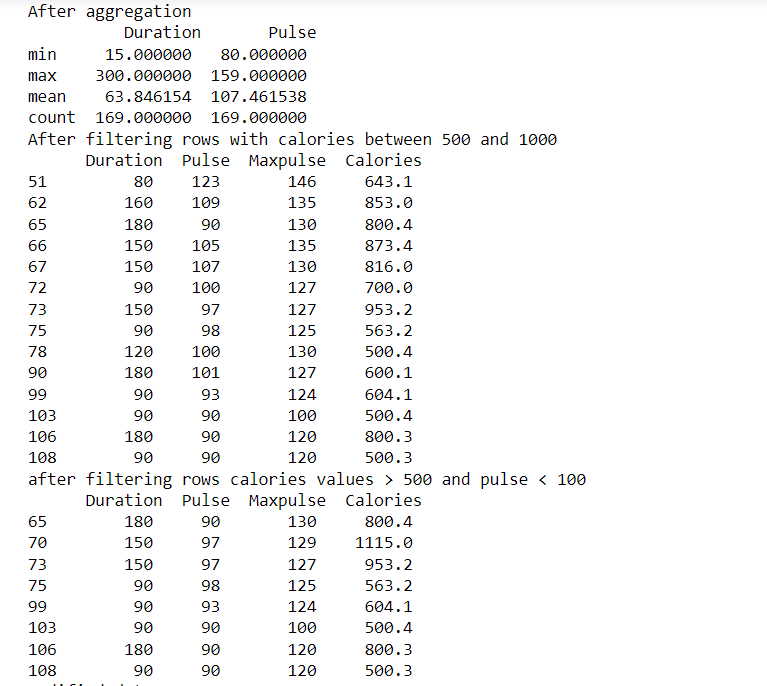 After aggregation
Duration Pulse
min 15.000000 80.000000
max 300.000000 159.000000
mean 63.846154 107.461538
count 169.000000 169.000000
After filtering rows with calories between 500 and 1000
Duration Pulse Maxpulse Calories
51 80 123 146 643.1
62 160 109 135 853.0
65 180 90 130 800.4
66 150 105 135 873.4
67 150 107 130 816.0
72 90 100 127 700.0
73 150 97 127 953.2
75 90 98 125 563.2
78 120 100 130 500.4
90 180 101 127 600.1
99 90 93 124 604.1
103 90 90 100 500.4
106 180 90 120 800.3
108 90 90 120 500.3
after filtering rows calories values > 500 and pulse < 100
Duration Pulse Maxpulse Calories
65 180 90 130 800.4
70 150 97 129 1115.0
73 150 97 127 953.2
75 90 98 125 563.2
99 90 93 124 604.1
103 90 90 100 500.4
106 180 90 120 800.3
108 90 90 120 500.3